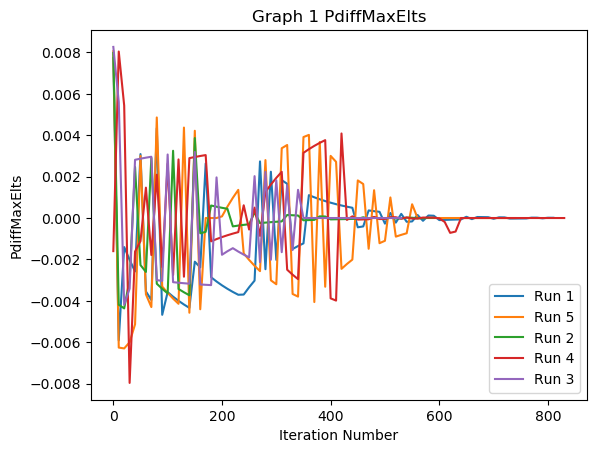 Graph 1 PdiffMaxElts
PdiffMaxElts
0.008
0.006
0.004
0.002
0.000
−0.002
−0.004
−0.006
−0.008
0 200 400 600 800
Iteration Number
Run 1
Run 5
Run 2
Run 4
Run 3